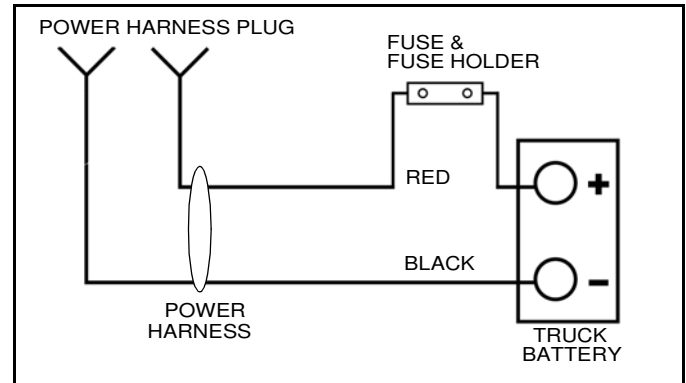 POWER HARNESS PLUG
FUSE &
FUSE HOLDER
RED
+
BLACK
-
POWER
HARNESS
TRUCK
BATTERY